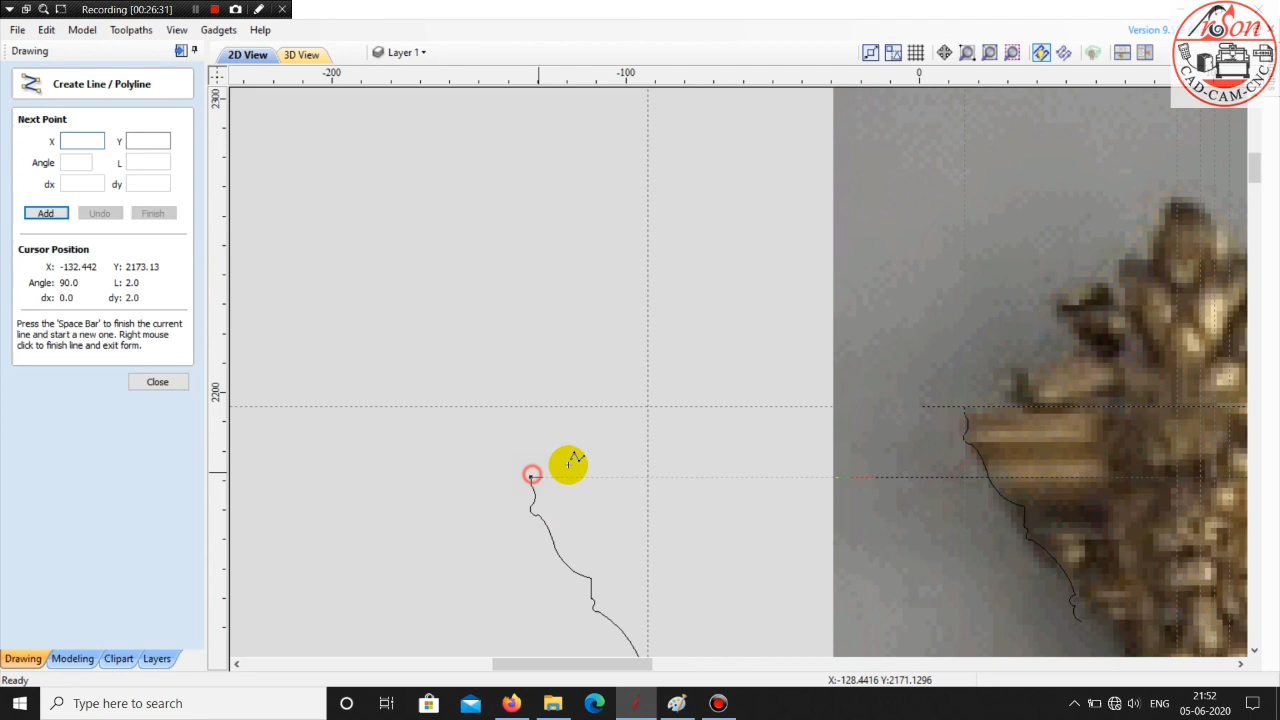 Recording [00:26:31]
File Edit Model Toolpaths View Gadgets Help
Version 9.
Drawing
2D View 3D View Layer 1
OrSon
CAD-CAM-CNC
Create Line / Polyline
-200 -100 0
2300
2200
Next Point
X Y
Angle L
dx dy
Add Undo Finish
Cursor Position
X: -132.442 Y: 2173.13
Angle: 90.0 L: 2.0
dx: 0.0 dy: 2.0
Press the 'Space Bar' to finish the current
line and start a new one. Right mouse
click to finish line and exit form.
Close
Drawing Modeling Clipart Layers
Ready
X:-128.4416 Y:2171.1296
Type here to search
ENG
21:52
05-06-2020